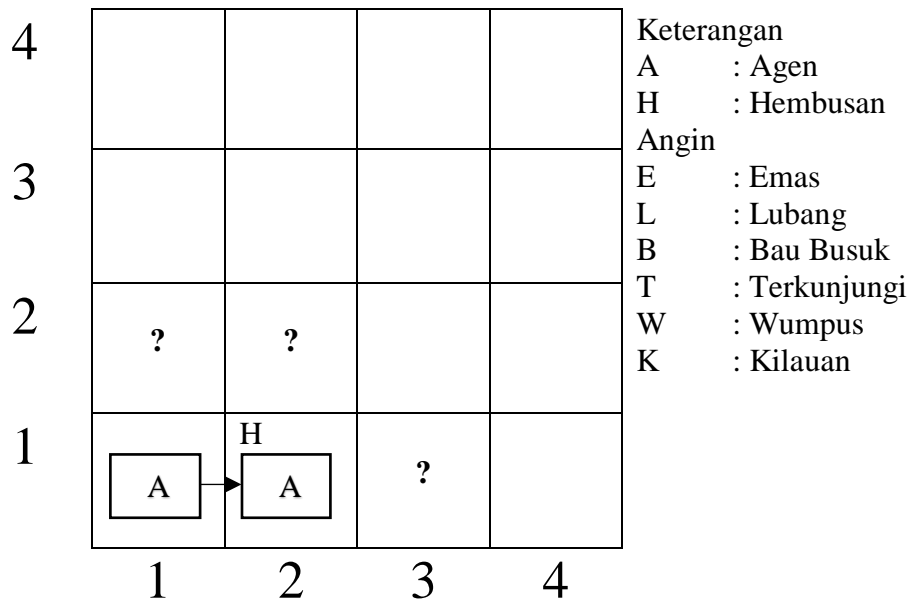 4
3
2
? ?
1
H
A A ?
1 2 3 4
Keterangan
A : Agen
H : Hembusan
Angin
E : Emas
L : Lubang
B : Bau Busuk
T : Terkunjungi
W : Wumpus
K : Kilauan